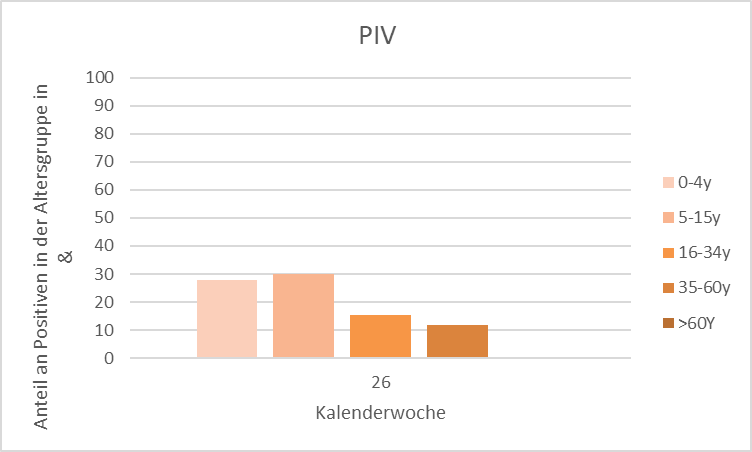 PIV
Anteil an Positiven in der Altersgruppe in
&
100
90
80
70
60
50
40
30
20
10
0
26
Kalenderwoche
0-4y
5-15y
16-34y
35-60y
>60Y